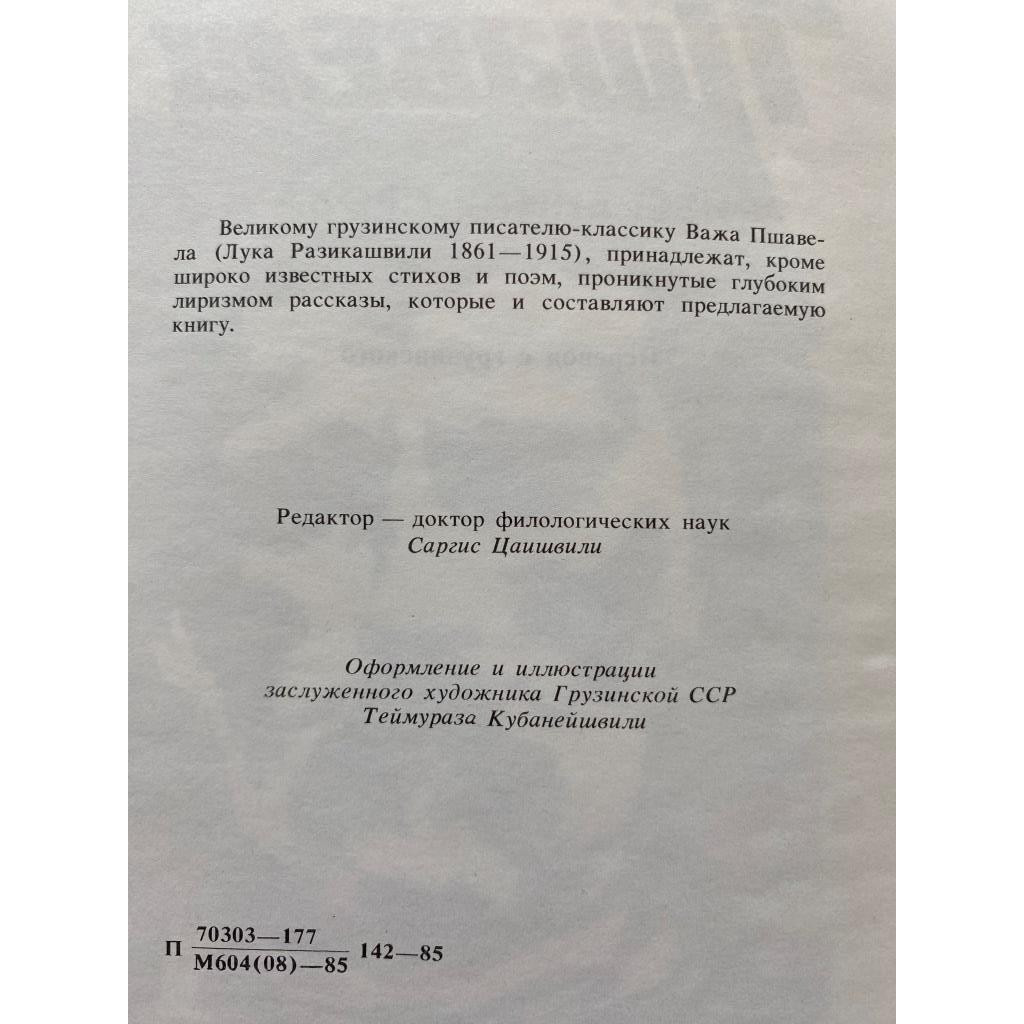 Великому грузинскому писателю-классику Важа Пшаве-
ла (Лука Разикашвили 1861—1915), принадлежат, кроме
широко известных стихов и поэм, проникнутые глубоким
лиризмом рассказы, которые и составляют предлагаемую
книгу.
Редактор — доктор филологических наук
Саргис Цаишвили
Оформление и иллюстрации
заслуженного художника Грузинской ССР
Теймураза Кубанейшвили
П 70303—177 142—85
М604(08)—85